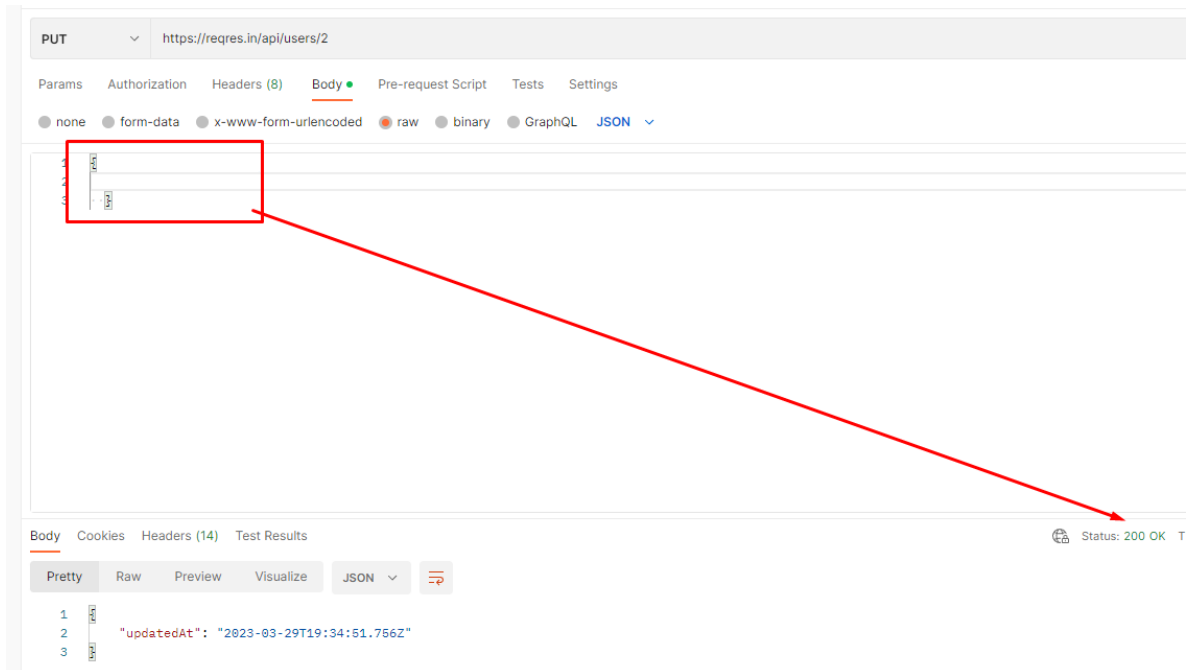 PUT https://reqres.in/api/users/2
Params Authorization Headers (8) Body Pre-request Script Tests Settings
none form-data x-www-form-urlencoded raw binary GraphQL JSON
1 {
2
3 }
Body Cookies Headers (14) Test Results Status: 200 OK T
Pretty Raw Preview Visualize JSON
1 {
2 "updatedAt": "2023-03-29T19:34:51.756Z"
3 }